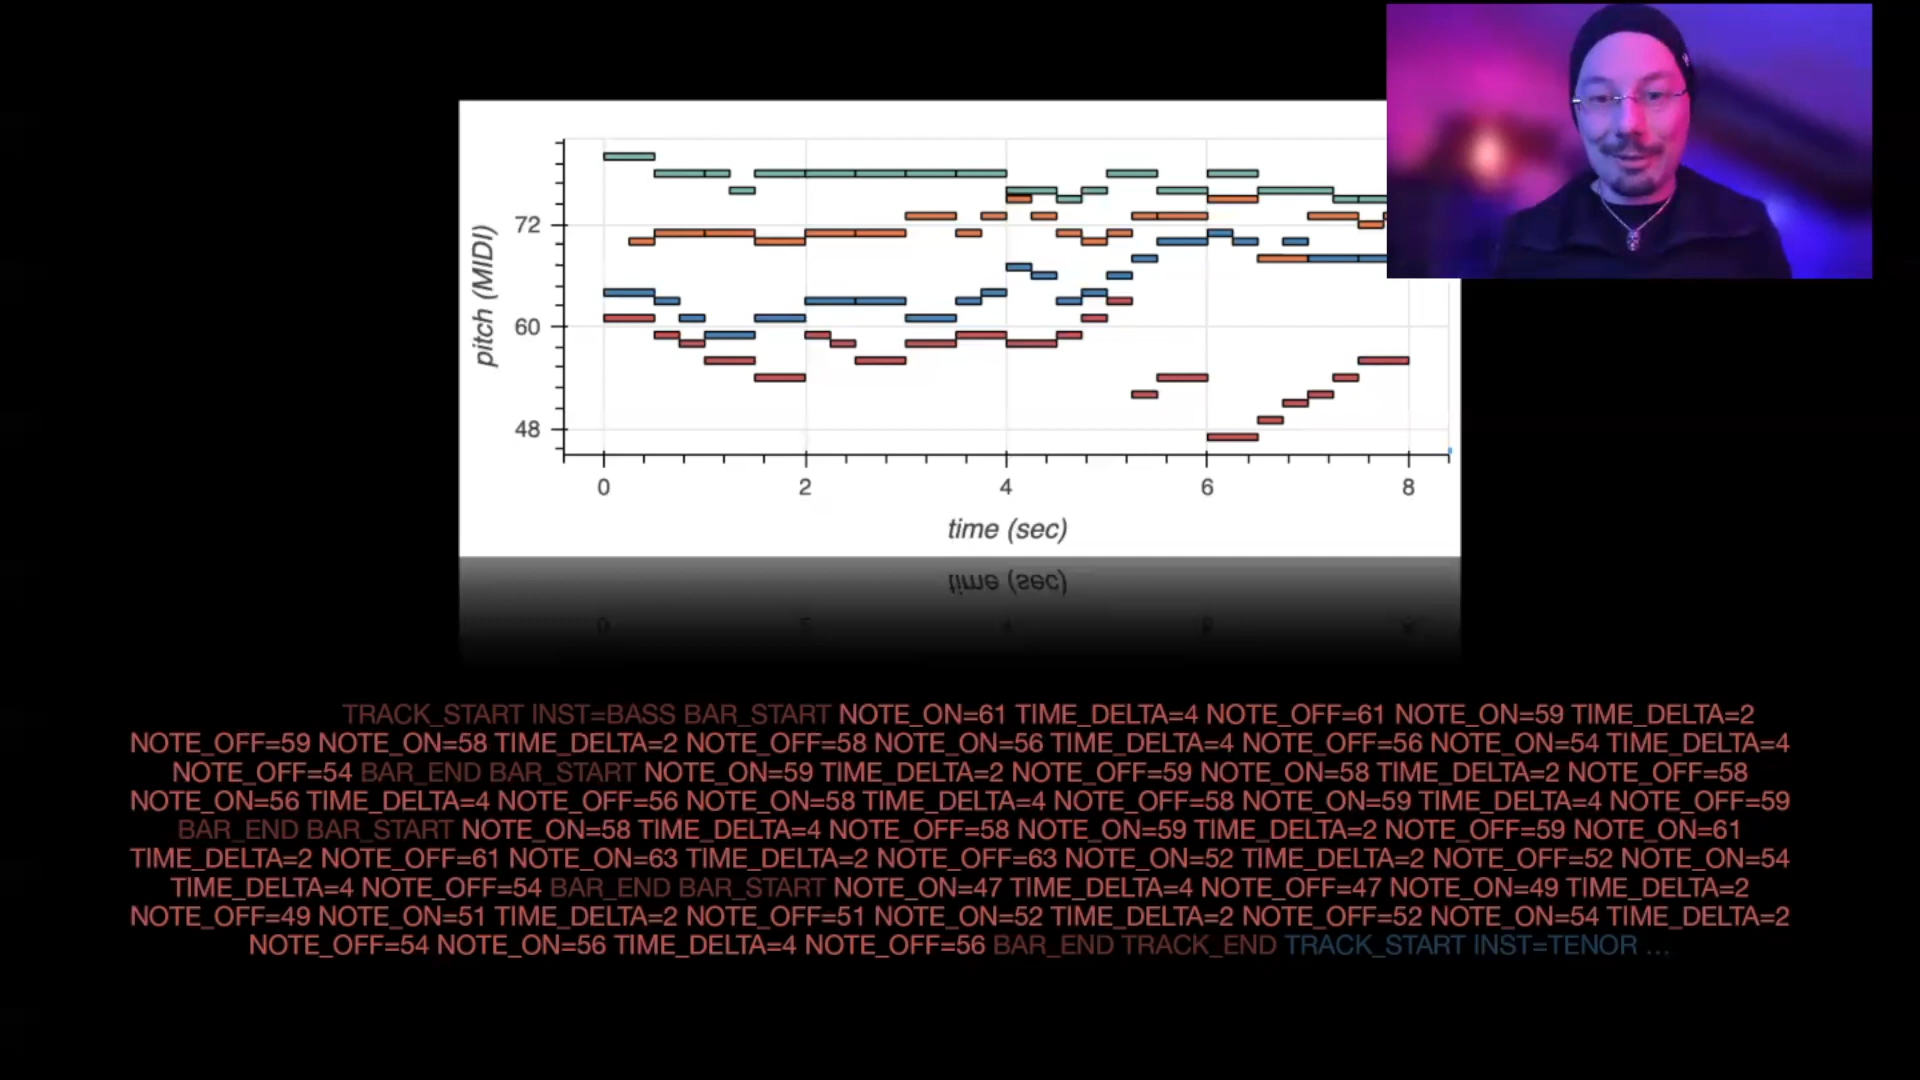 72
60
48
pitch (MIDI)
0 2 4 6 8
time (sec)
time (sec)
TRACK_START INST=BASS BAR_START NOTE_ON=61 TIME_DELTA=4 NOTE_OFF=61 NOTE_ON=59 TIME_DELTA=2
NOTE_OFF=59 NOTE_ON=58 TIME_DELTA=2 NOTE_OFF=58 NOTE_ON=56 TIME_DELTA=4 NOTE_OFF=56 NOTE_ON=54 TIME_DELTA=4
NOTE_OFF=54 BAR_END BAR_START NOTE_ON=59 TIME_DELTA=2 NOTE_OFF=59 NOTE_ON=58 TIME_DELTA=2 NOTE_OFF=58
NOTE_ON=56 TIME_DELTA=4 NOTE_OFF=56 NOTE_ON=58 TIME_DELTA=4 NOTE_OFF=58 NOTE_ON=59 TIME_DELTA=4 NOTE_OFF=59
BAR_END BAR_START NOTE_ON=58 TIME_DELTA=4 NOTE_OFF=58 NOTE_ON=59 TIME_DELTA=2 NOTE_OFF=59 NOTE_ON=61
TIME_DELTA=2 NOTE_OFF=61 NOTE_ON=63 TIME_DELTA=2 NOTE_OFF=63 NOTE_ON=52 TIME_DELTA=2 NOTE_OFF=52 NOTE_ON=54
TIME_DELTA=4 NOTE_OFF=54 BAR_END BAR_START NOTE_ON=47 TIME_DELTA=4 NOTE_OFF=47 NOTE_ON=49 TIME_DELTA=2
NOTE_OFF=49 NOTE_ON=51 TIME_DELTA=2 NOTE_OFF=51 NOTE_ON=52 TIME_DELTA=2 NOTE_OFF=52 NOTE_ON=54 TIME_DELTA=2
NOTE_OFF=54 NOTE_ON=56 TIME_DELTA=4 NOTE_OFF=56 BAR_END TRACK_END TRACK_START INST=TENOR ...